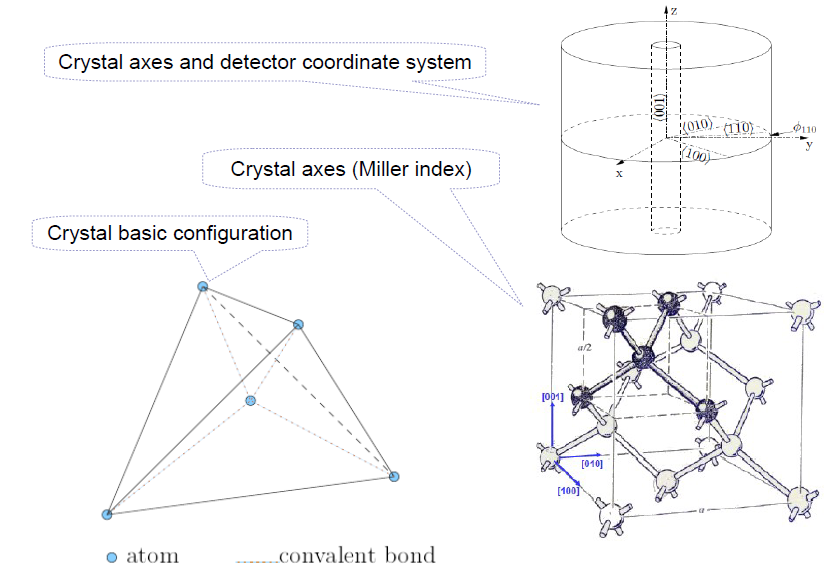 Crystal axes and detector coordinate system
Crystal axes (Miller index)
Crystal basic configuration
z
⟨001⟩
⟨010⟩
⟨110⟩
ϕ110
y
⟨100⟩
x
a/2
[001]
[010]
[100]
a
atom
convalent bond